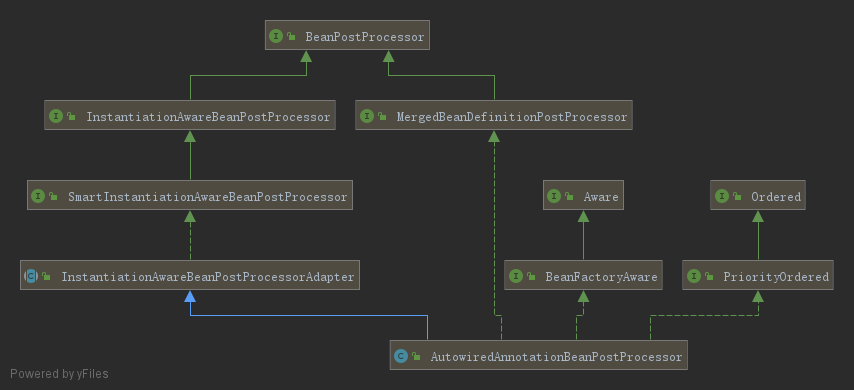 BeanPostProcessor
InstantiationAwareBeanPostProcessor
MergedBeanDefinitionPostProcessor
SmartInstantiationAwareBeanPostProcessor
Aware
Ordered
InstantiationAwareBeanPostProcessorAdapter
BeanFactoryAware
PriorityOrdered
AutowiredAnnotationBeanPostProcessor
Powered by yFiles